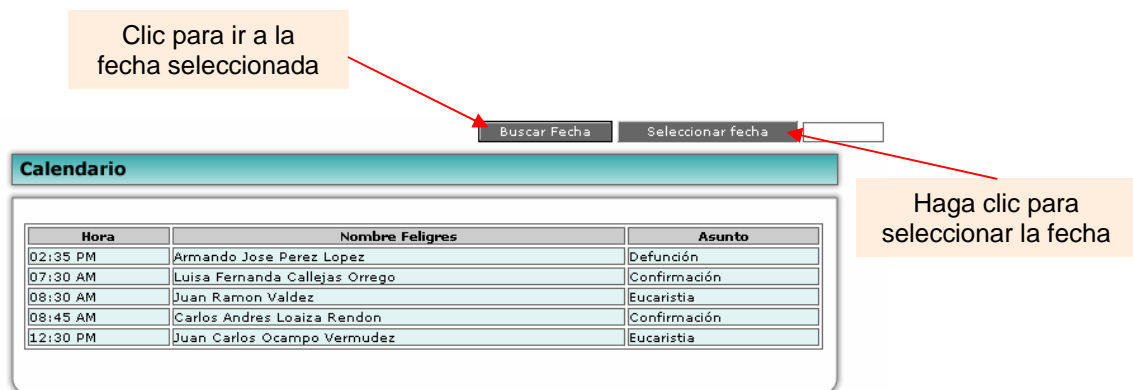 Clic para ir a la
fecha seleccionada
Buscar Fecha Seleccionar fecha
Calendario
Haga clic para
seleccionar la fecha
Hora Nombre Feligres Asunto
02:35 PM Armando Jose Perez Lopez Defunción
07:30 AM Luisa Fernanda Callejas Orrego Confirmación
08:30 AM Juan Ramon Valdez Eucaristia
08:45 AM Carlos Andres Loaiza Rendon Confirmación
12:30 PM Juan Carlos Ocampo Vermudez Eucaristia